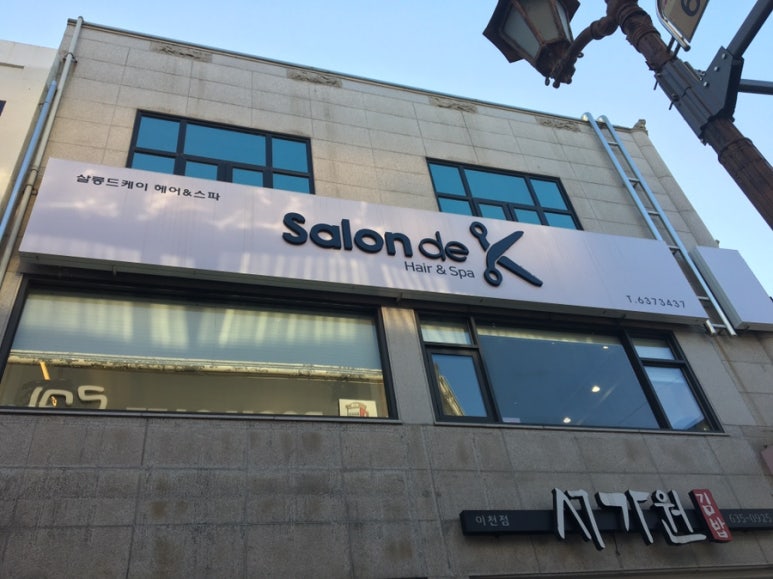 살롱드케이 헤어&스파
Salon de K
Hair & Spa
T.6373437
이천점 서가원 김밥 635-0925